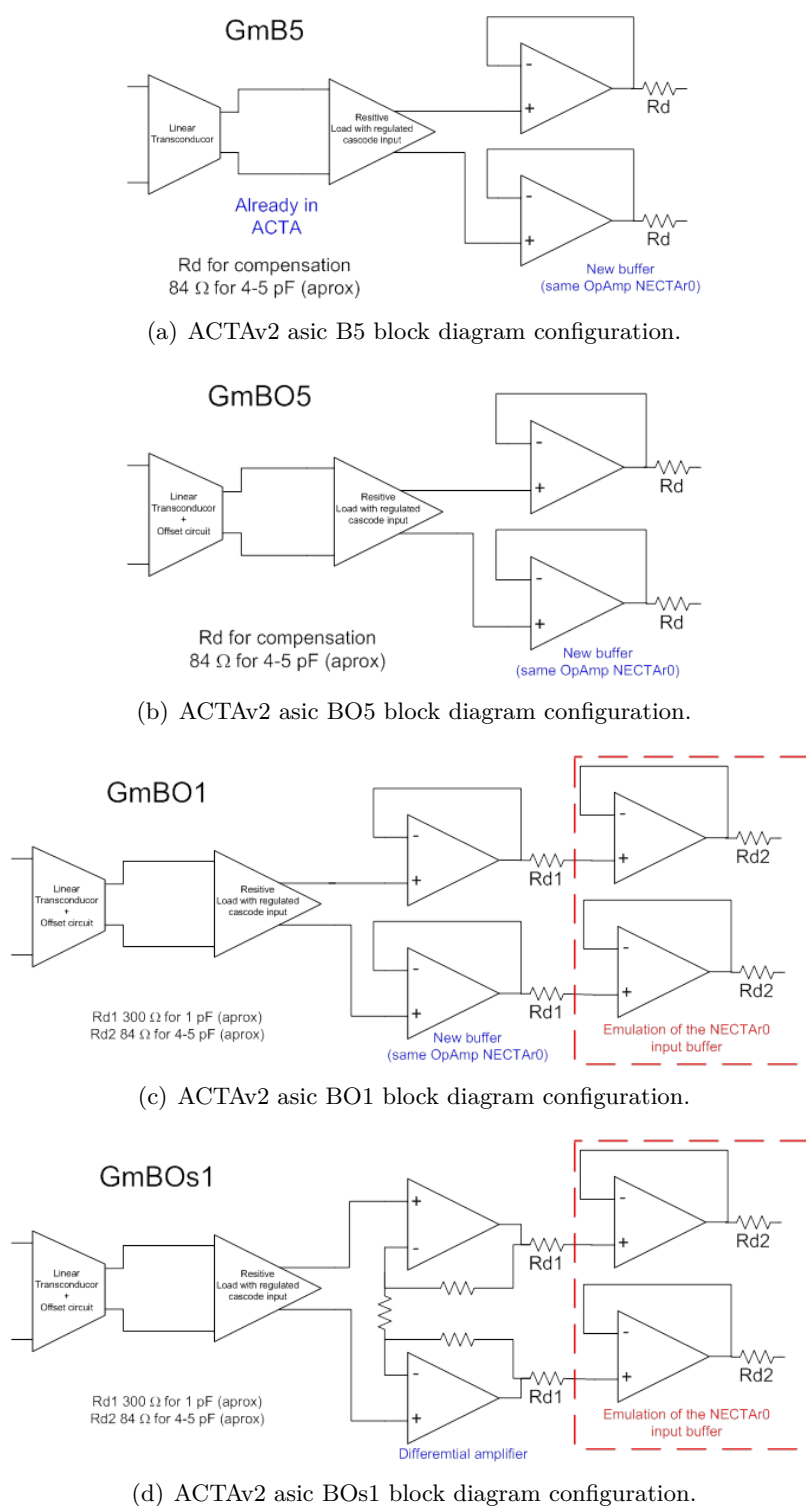 GmB5
-
+
Rd
Linear
Transconducor
Resitive
Load with regulated
cascode input
-
+
Rd
Already in
ACTA
Rd for compensation
84 Ω for 4-5 pF (aprox)
New buffer
(same OpAmp NECTAr0)
(a) ACTAv2 asic B5 block diagram configuration.
GmBO5
-
+
Rd
Linear
Transconducor
+
Offset circuit
Resitive
Load with regulated
cascode input
-
+
Rd
Rd for compensation
84 Ω for 4-5 pF (aprox)
New buffer
(same OpAmp NECTAr0)
(b) ACTAv2 asic BO5 block diagram configuration.
GmBO1
-
+
Rd1
-
+
Rd2
Linear
Transconducor
+
Offset circuit
Resitive
Load with regulated
cascode input
-
+
Rd1
-
+
Rd2
Rd1 300 Ω for 1 pF (aprox)
Rd2 84 Ω for 4-5 pF (aprox)
New buffer
(same OpAmp NECTAr0)
Emulation of the NECTAr0
input buffer
(c) ACTAv2 asic BO1 block diagram configuration.
GmBOs1
+
-
Rd1
-
+
Rd2
Linear
Transconducor
+
Offset circuit
Resitive
Load with regulated
cascode input
-
+
Rd1
-
+
Rd2
Rd1 300 Ω for 1 pF (aprox)
Rd2 84 Ω for 4-5 pF (aprox)
Differemtial amplifier
Emulation of the NECTAr0
input buffer
(d) ACTAv2 asic BOs1 block diagram configuration.